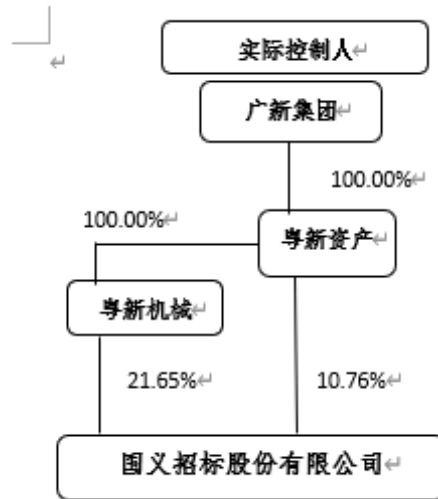 实际控制人
广新集团
100.00%
100.00%
粤新资产
粤新机械
21.65%
10.76%
国义招标股份有限公司